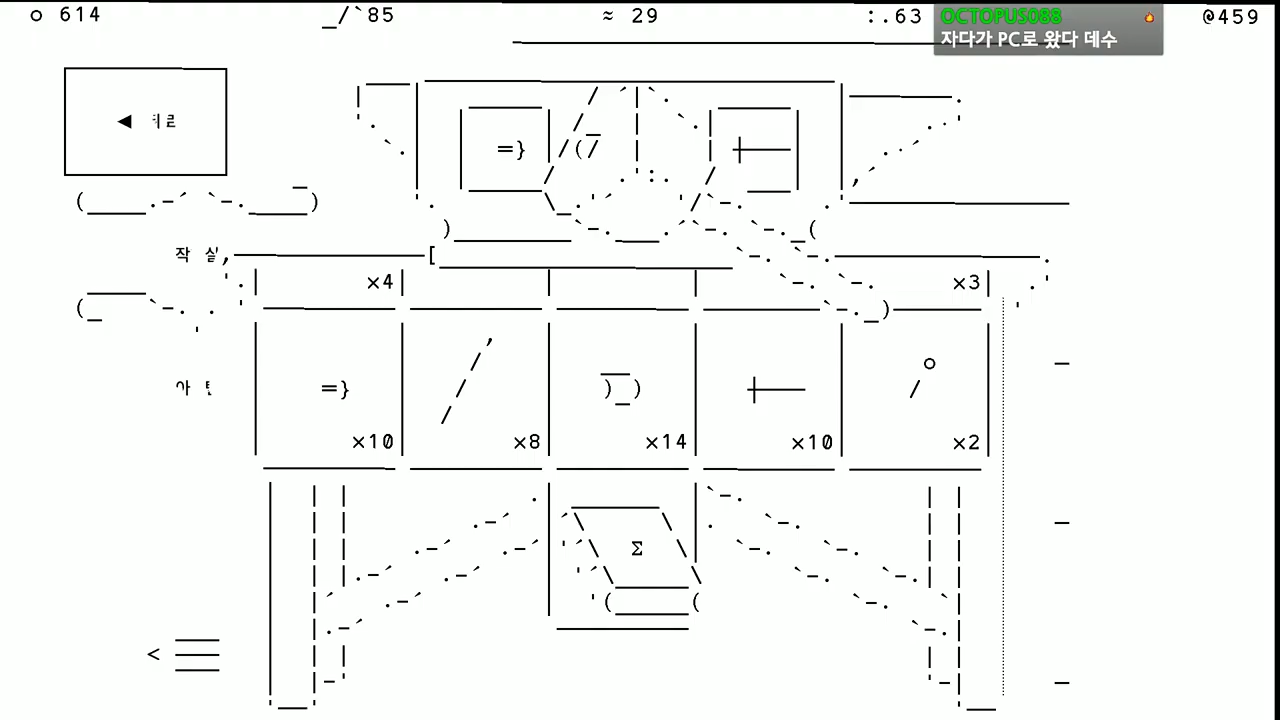 o 614 _/`85 ≈ 29 :.63 @459
OCTOPUS088
자다가 PC로 왔다 데수
◀
=}
작
×4 ×3
=}
×10 ×8 ×14 ×10 ×2
Σ
<